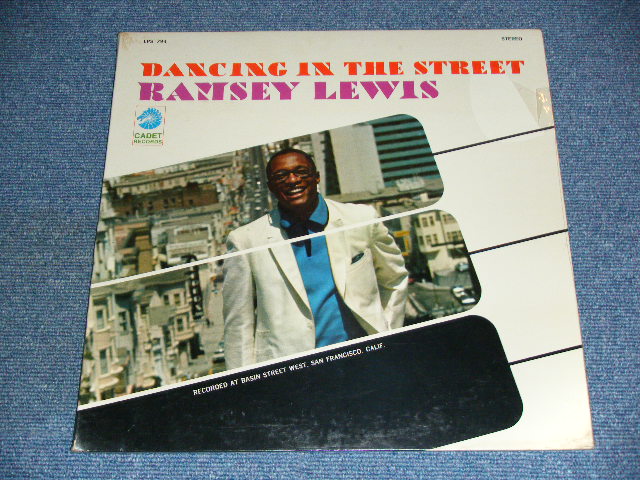 LPS 794
STEREO
DANCING IN THE STREET
RAMSEY LEWIS
CADET
RECORDS
RECORDED AT BASIN STREET WEST, SAN FRANCISCO, CALIF.